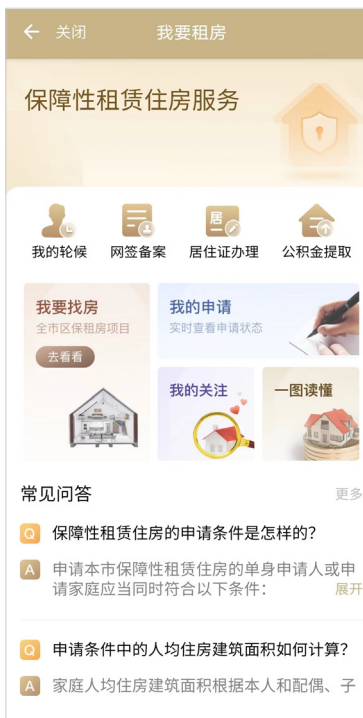 关闭 我要租房
保障性租赁住房服务
我的轮候 网签备案 居住证办理 公积金提取
居
我要找房
全市区保租房项目
去看看
我的申请
实时查看申请状态
我的关注
一图读懂
常见问答 更多
Q 保障性租赁住房的申请条件是怎样的？
A 申请本市保障性租赁住房的单身申请人或申
请家庭应当同时符合以下条件： 展开
Q 申请条件中的人均住房建筑面积如何计算？
A 家庭人均住房建筑面积根据本人和配偶、子